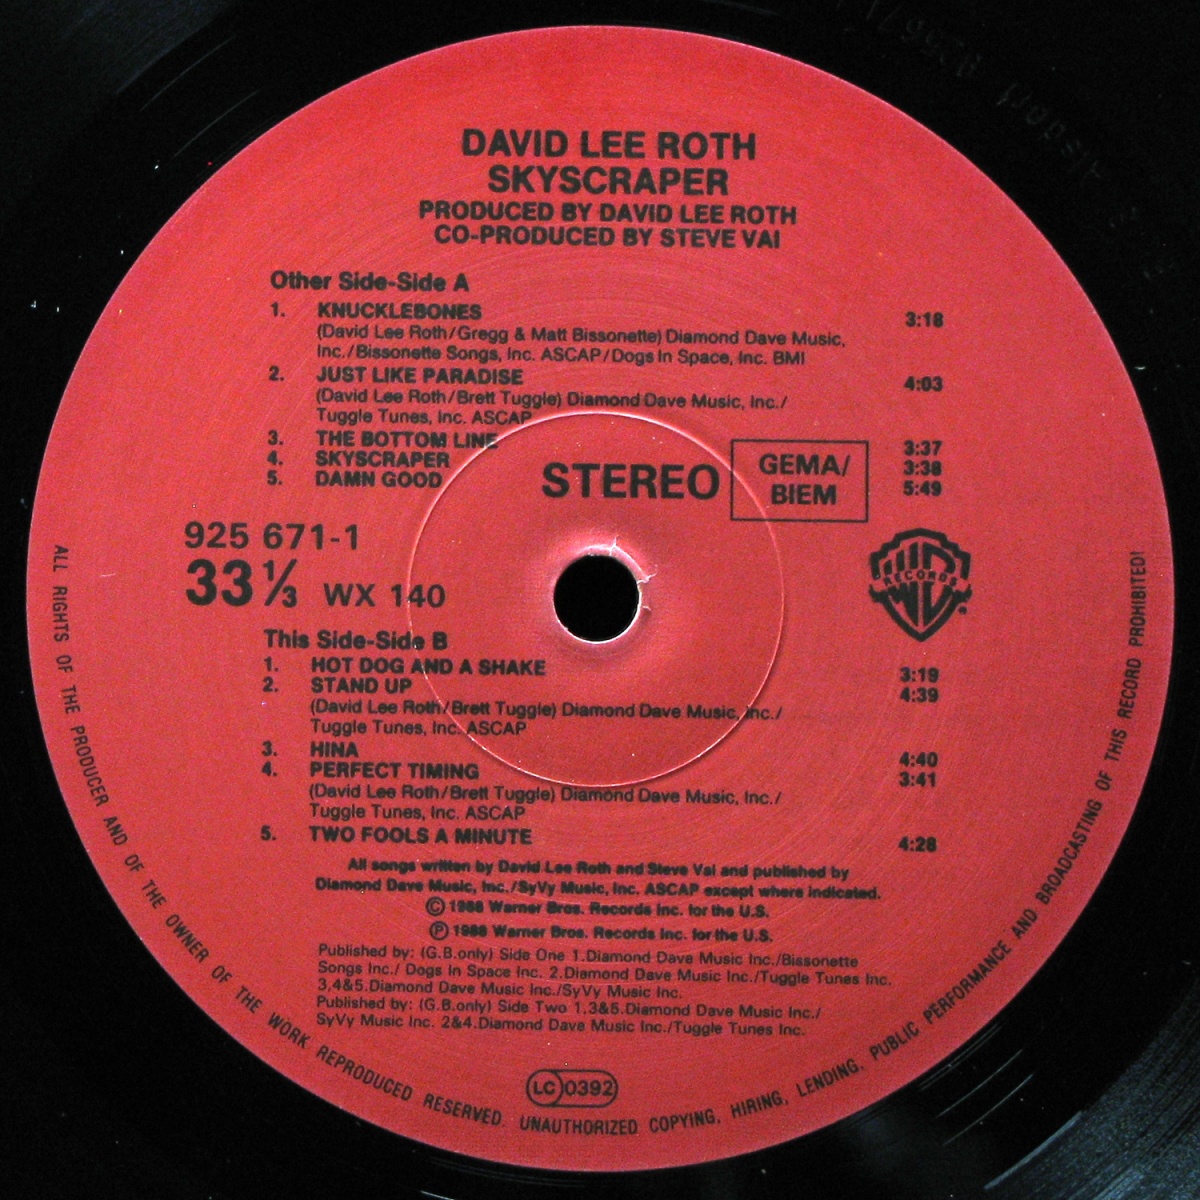 DAVID LEE ROTH
SKYSCRAPER
PRODUCED BY DAVID LEE ROTH
CO-PRODUCED BY STEVE VAI
Other Side-Side A
1. KNUCKLEBONES 3:18
(David Lee Roth/Gregg & Matt Bissonette) Diamond Dave Music,
Inc./Bissonette Songs, Inc. ASCAP/Dogs In Space, Inc. BMI
2. JUST LIKE PARADISE 4:03
(David Lee Roth/Brett Tuggle) Diamond Dave Music, Inc./
Tuggle Tunes, Inc. ASCAP
3. THE BOTTOM LINE 3:37
4. SKYSCRAPER 3:38
5. DAMN GOOD 5:49
STEREO
GEMA/
BIEM
925 671-1
33 1/3 WX 140
RECORDS
This Side-Side B
1. HOT DOG AND A SHAKE 3:19
2. STAND UP 4:39
(David Lee Roth/Brett Tuggle) Diamond Dave Music, Inc./
Tuggle Tunes, Inc. ASCAP
3. HINA 4:40
4. PERFECT TIMING 3:41
(David Lee Roth/Brett Tuggle) Diamond Dave Music, Inc./
Tuggle Tunes, Inc. ASCAP
5. TWO FOOLS A MINUTE 4:28
All songs written by David Lee Roth and Steve Vai and published by
Diamond Dave Music, Inc./SyVy Music, Inc. ASCAP except where indicated.
© 1988 Warner Bros. Records Inc. for the U.S.
℗ 1988 Warner Bros. Records Inc. for the U.S.
Published by: (G.B.only) Side One 1.Diamond Dave Music Inc./Bissonette
Songs Inc./ Dogs In Space Inc. 2.Diamond Dave Music Inc./Tuggle Tunes Inc.
3,4&5.Diamond Dave Music Inc./SyVy Music Inc.
Published by: (G.B.only) Side Two 1,3&5.Diamond Dave Music Inc./
SyVy Music Inc. 2&4.Diamond Dave Music Inc./Tuggle Tunes Inc.
LC 0392
ALL RIGHTS OF THE PRODUCER AND OF THE OWNER OF THE WORK REPRODUCED RESERVED. UNAUTHORIZED COPYING, HIRING, LENDING, PUBLIC PERFORMANCE AND BROADCASTING OF THIS RECORD PROHIBITED!